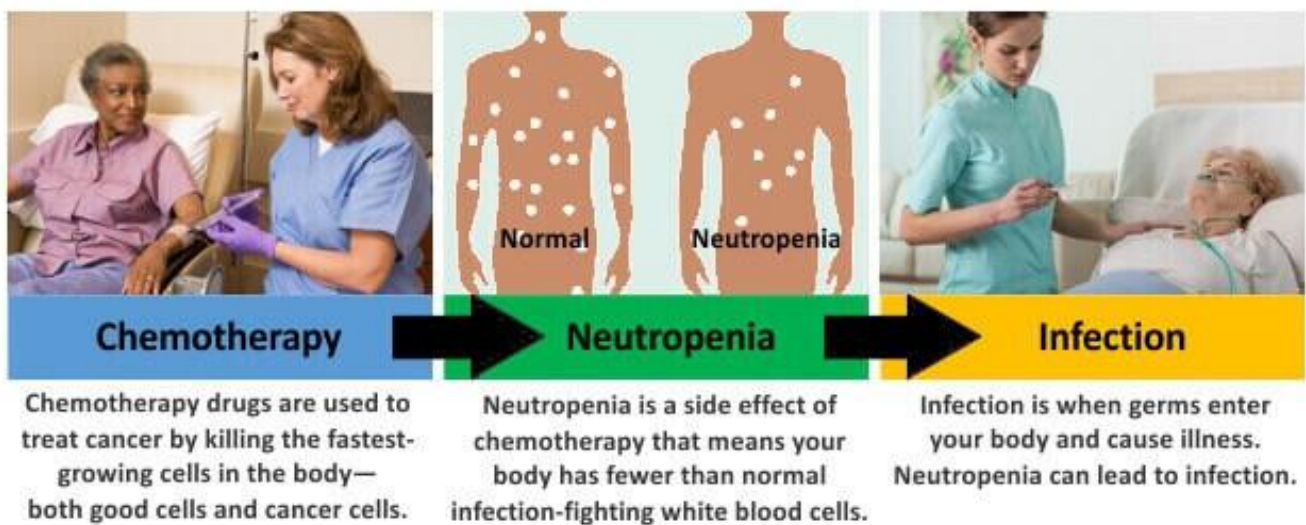 Normal
Neutropenia
Chemotherapy
Neutropenia
Infection
Chemotherapy drugs are used to
treat cancer by killing the fastest-
growing cells in the body—
both good cells and cancer cells.
Neutropenia is a side effect of
chemotherapy that means your
body has fewer than normal
infection-fighting white blood cells.
Infection is when germs enter
your body and cause illness.
Neutropenia can lead to infection.